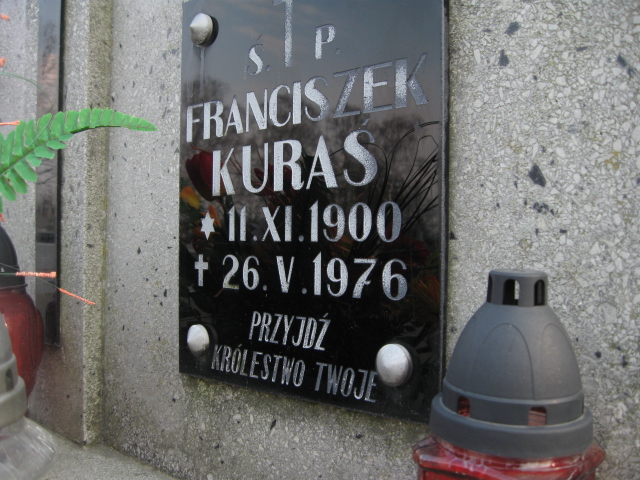 Ś. P.
FRANCISZEK
KURAŚ
11.XI.1900
26.V.1976
PRZYJDŹ
KRÓLESTWO TWOJE